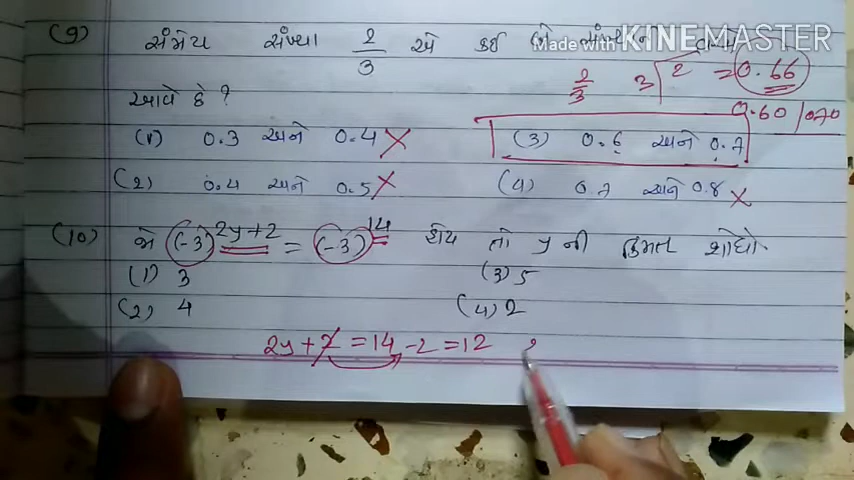 Made with KINEMASTER
(9) સંમેય સંખ્યા 2/3 એ કઈ બે
2/3 3 2 = 0.66
આવે છે ?
0.60 / 0.70
(1) 0.3 અને 0.4 X
(3) 0.6 અને 0.7
(2) 0.4 અને 0.5 X
(4) 0.7 અને 0.8 X
(10) જો (-3)^2y+2 = (-3)^14 હોય તો y ની કિંમત શોધો.
(1) 3
(3) 5
(2) 4
(4) 2
2y + 2 = 14 - 2 = 12